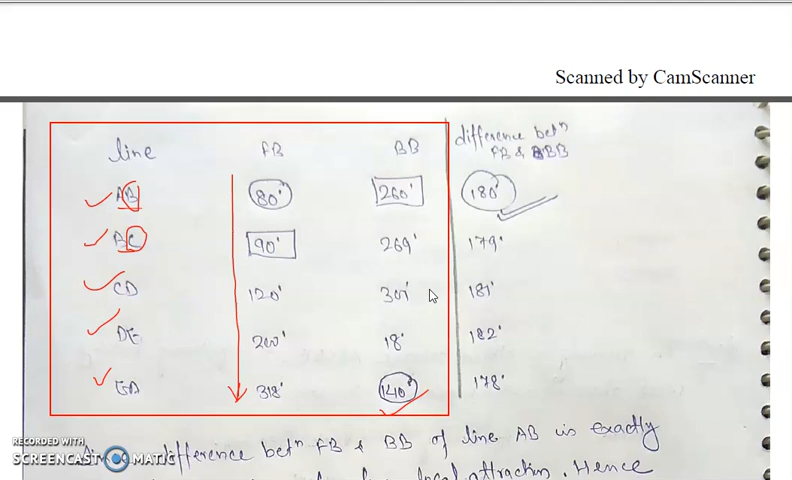 Scanned by CamScanner
line FB BB difference betn FB & BBB
AB 80° 260° 180°
BC 90° 269° 179°
CD 120° 301° 181°
DE 200° 18° 182°
EA 318° 140° 178°
difference betn FB & BB of line AB is exactly
local attraction. Hence
RECORDED WITH
SCREENCAST MATIC